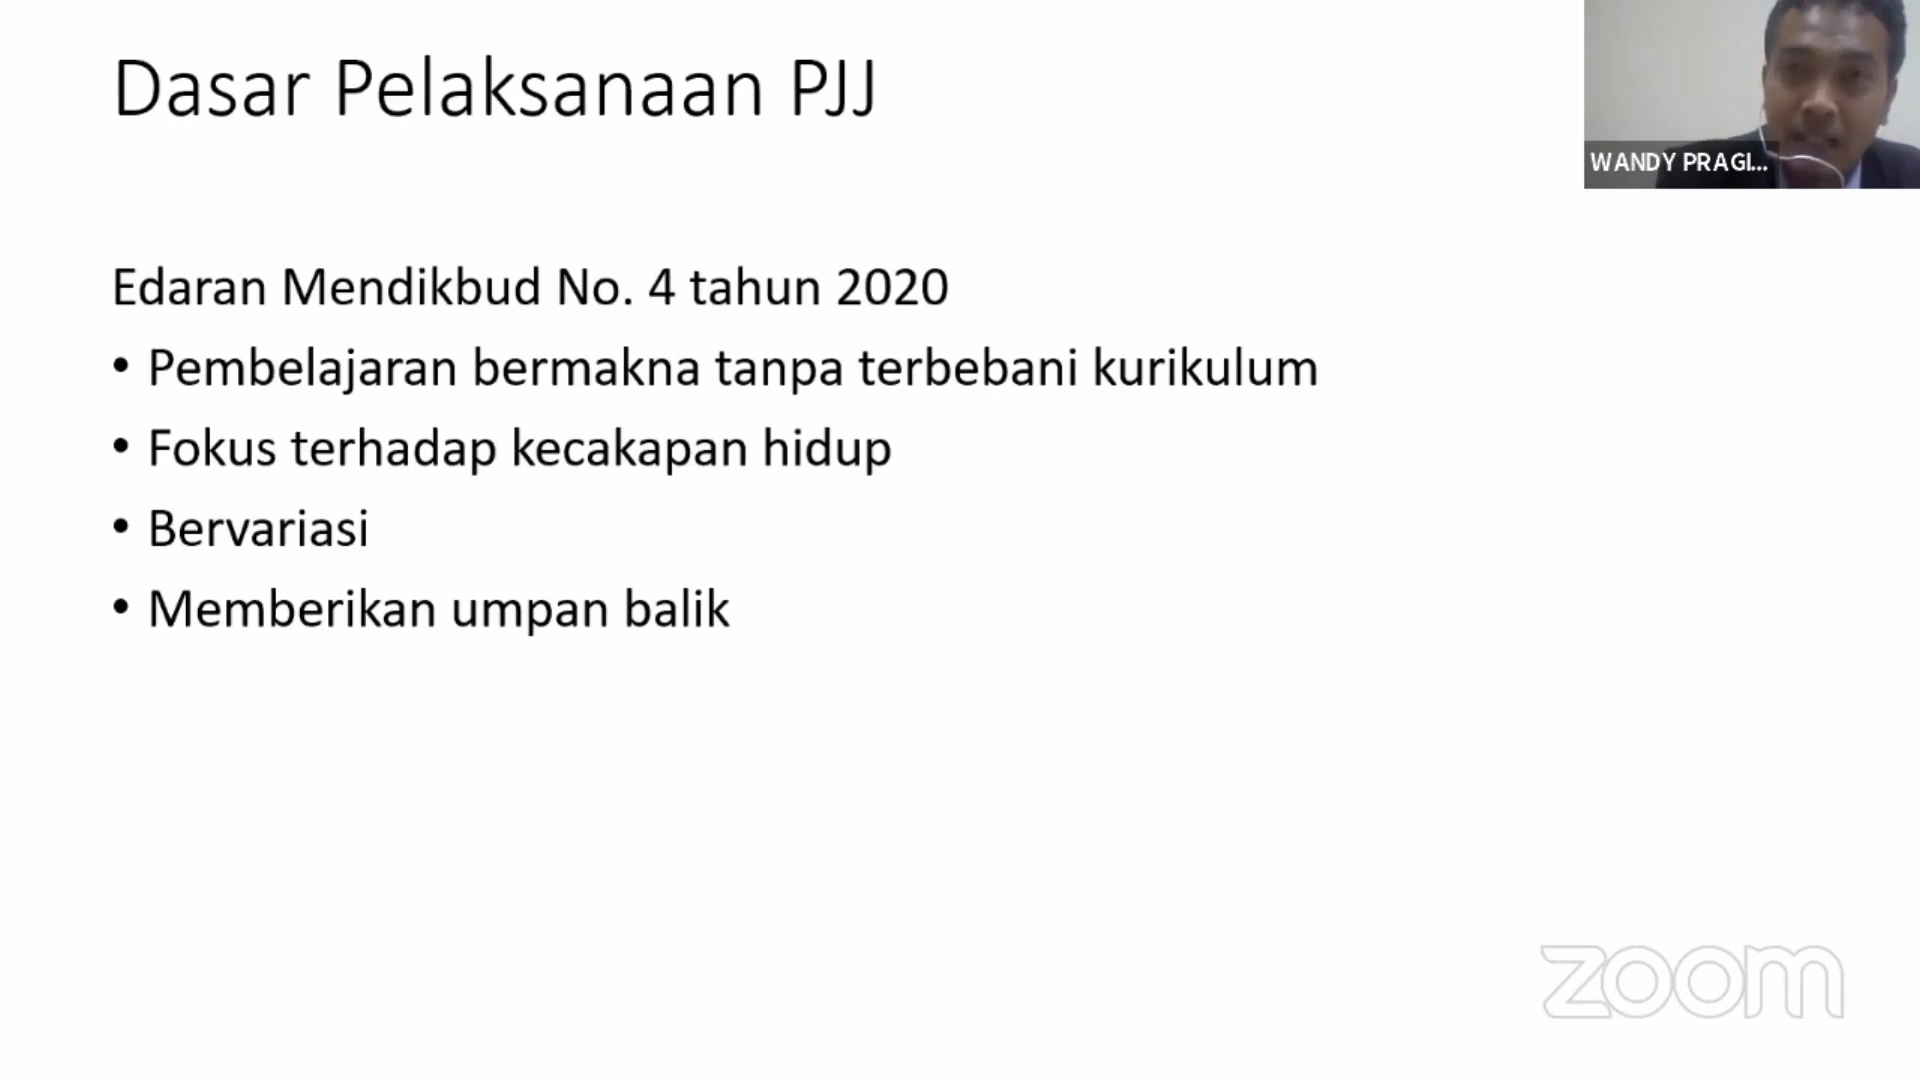 Dasar Pelaksanaan PJJ
WANDY PRAGI...
Edaran Mendikbud No. 4 tahun 2020
• Pembelajaran bermakna tanpa terbebani kurikulum
• Fokus terhadap kecakapan hidup
• Bervariasi
• Memberikan umpan balik
zoom